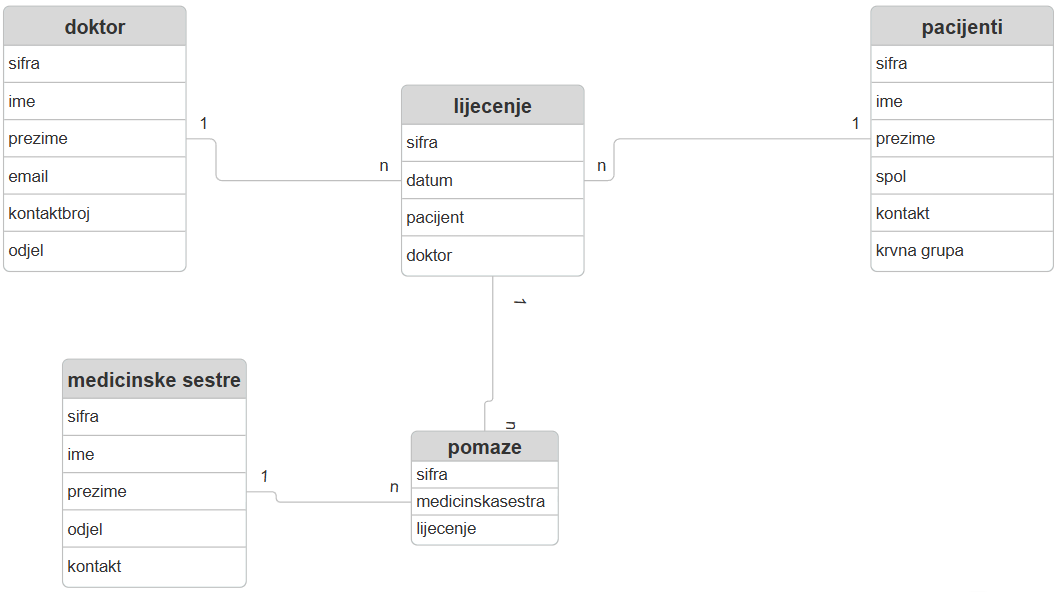 doktor
sifra
ime
prezime
email
kontaktbroj
odjel
1
n
lijecenje
sifra
datum
pacijent
doktor
n
1
pacijenti
sifra
ime
prezime
spol
kontakt
krvna grupa
1
n
medicinske sestre
sifra
ime
prezime
odjel
kontakt
1
n
pomaze
sifra
medicinskasestra
lijecenje